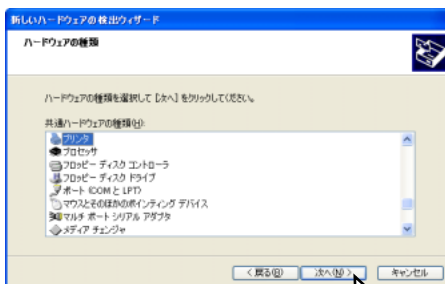 新しいハードウェアの検出ウィザード
ハードウェアの種類
ハードウェアの種類を選択して [次へ] をクリックしてください。
共通ハードウェアの種類(H):
プリンタ
プロセッサ
フロッピー ディスク コントローラ
フロッピー ディスク ドライブ
ポート (COM と LPT)
マウスとそのほかのポインティング デバイス
マルチ ポート シリアル アダプタ
メディア チェンジャ
< 戻る(B) 次へ(N) > キャンセル